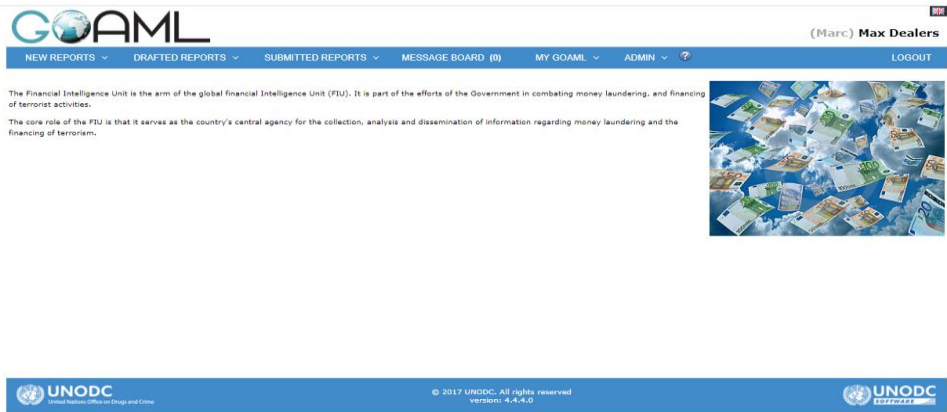 GOAML
(Marc) Max Dealers
NEW REPORTS DRAFTED REPORTS SUBMITTED REPORTS MESSAGE BOARD (0) MY GOAML ADMIN LOGOUT
The Financial Intelligence Unit is the arm of the global financial Intelligence Unit (FIU). It is part of the efforts of the Government in combating money laundering, and financing
of terrorist activities.
The core role of the FIU is that it serves as the country's central agency for the collection, analysis and dissemination of information regarding money laundering and the
financing of terrorism.
UNODC
United Nations Office on Drugs and Crime
© 2017 UNODC. All rights reserved
version: 4.4.4.0
UNODC
SOFTWARE